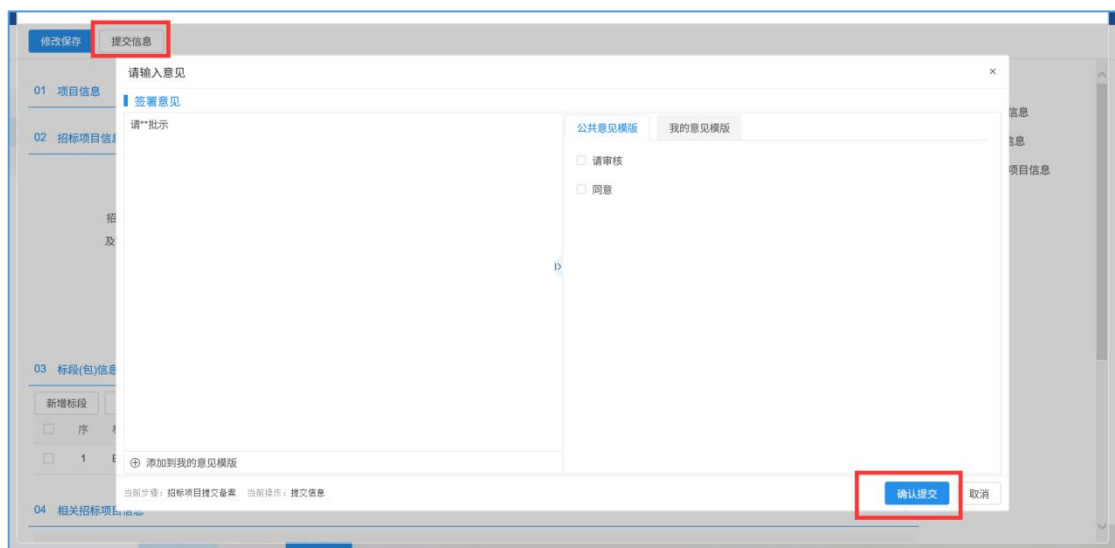 修改保存 提交信息
请输入意见 ×
01 项目信息
签署意见
请**批示
公共意见模版 我的意见模版
信息
02 招标项目信息
息
请审核
项目信息
同意
招
及
03 标段(包)信息
新增标段
序
1
添加到我的意见模版
当前步骤：招标项目提交备案 当前操作：提交信息
确认提交 取消
04 相关招标项目信息